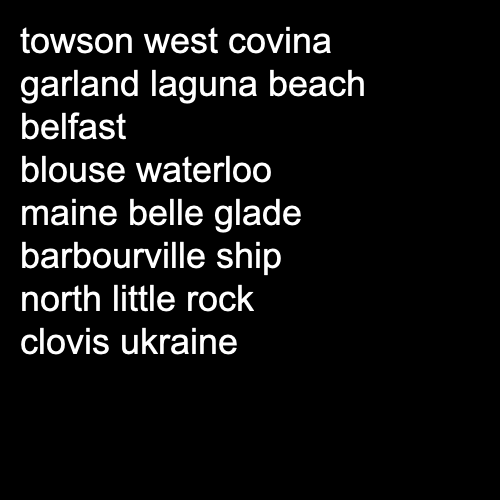 towson west covina
garland laguna beach
belfast
blouse waterloo
maine belle glade
barbourville ship
north little rock
clovis ukraine